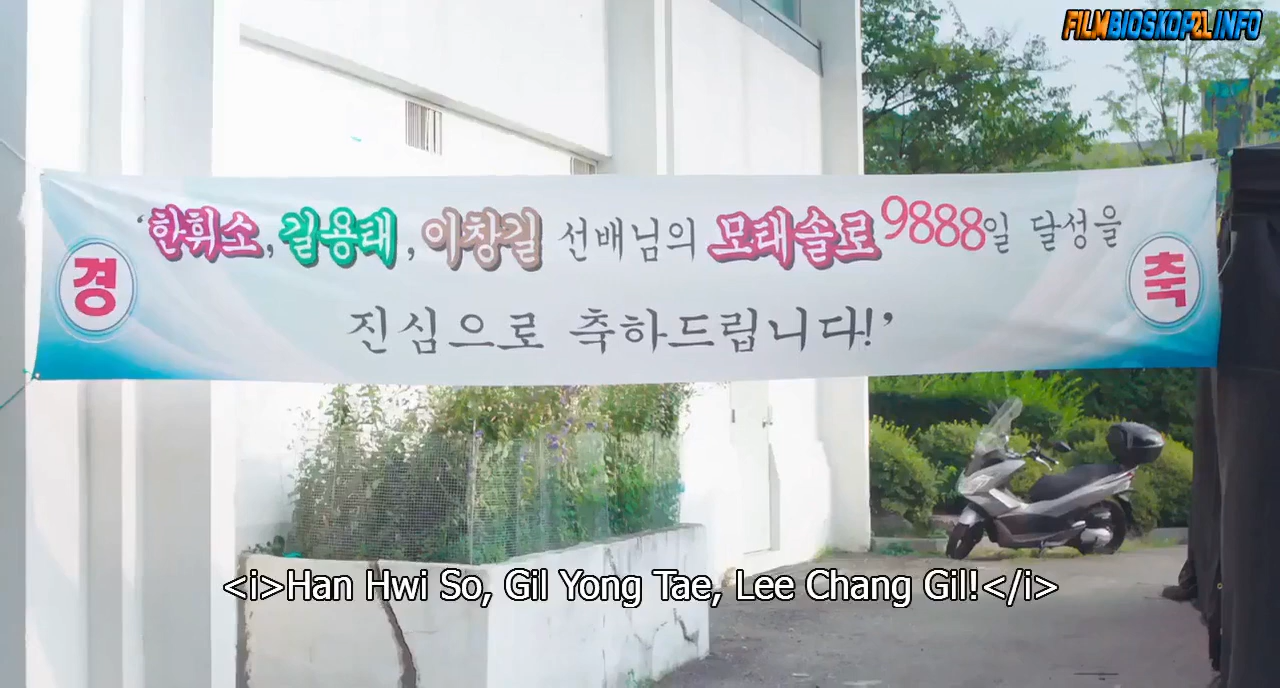 FILMBIOSKOP21.INFO
'한휘소, 길용태, 이창길 선배님의 모태솔로 9888일 달성을
경 축
진심으로 축하드립니다!'
<i>Han Hwi So, Gil Yong Tae, Lee Chang Gil!</i>